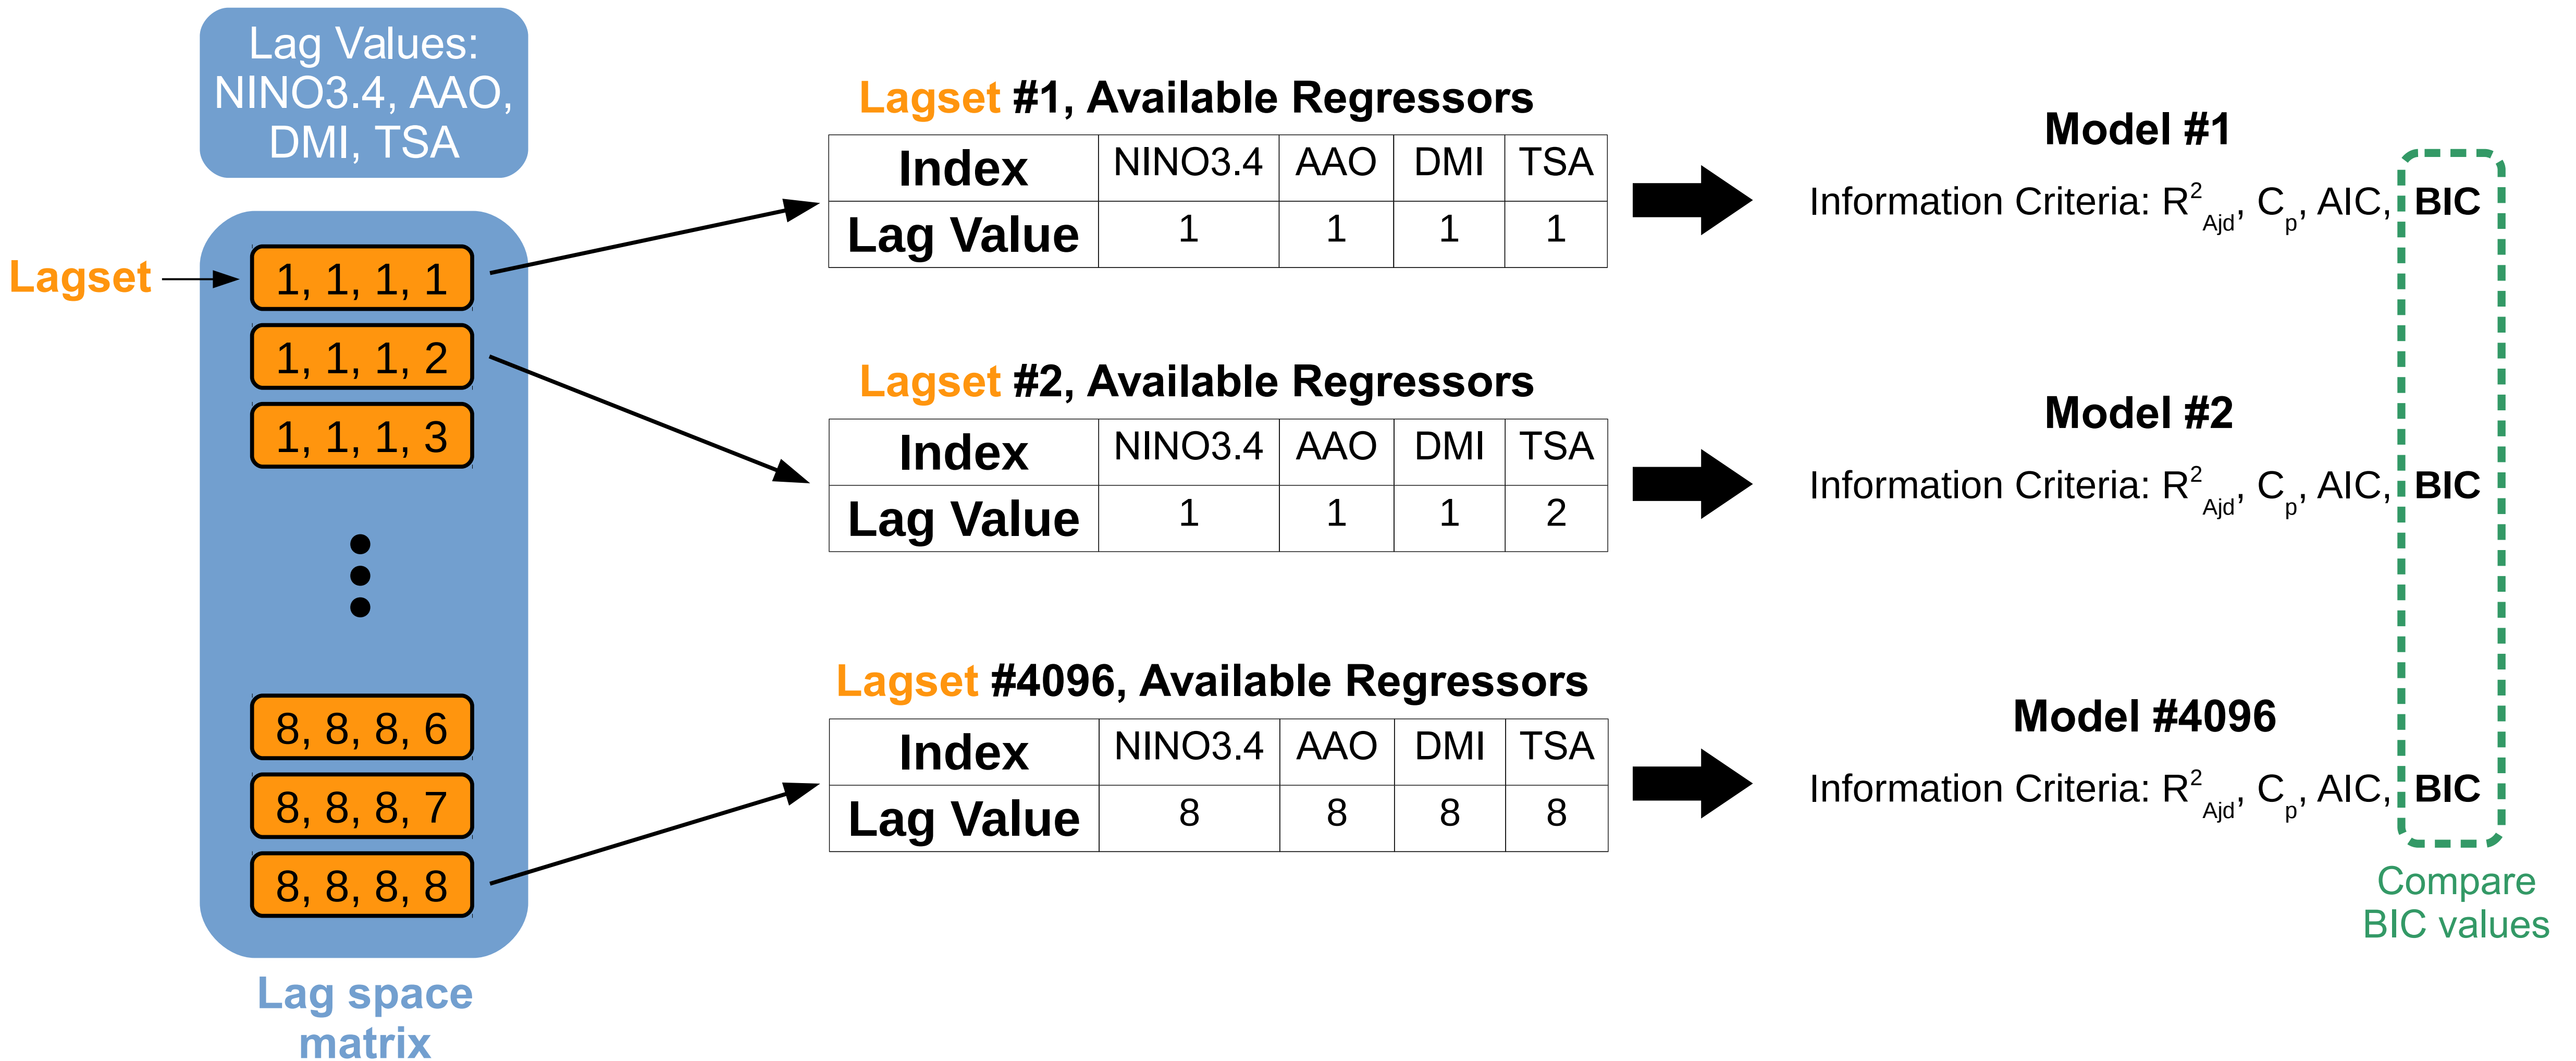 Lag Values:
NINO3.4, AAO,
DMI, TSA
Lagset
1, 1, 1, 1
1, 1, 1, 2
1, 1, 1, 3
8, 8, 8, 6
8, 8, 8, 7
8, 8, 8, 8
Lag space
matrix
Lagset #1, Available Regressors
Index NINO3.4 AAO DMI TSA
Lag Value 1 1 1 1
Lagset #2, Available Regressors
Index NINO3.4 AAO DMI TSA
Lag Value 1 1 1 2
Lagset #4096, Available Regressors
Index NINO3.4 AAO DMI TSA
Lag Value 8 8 8 8
Model #1
Information Criteria: R²Ajd, Cp, AIC, BIC
Model #2
Information Criteria: R²Ajd, Cp, AIC, BIC
Model #4096
Information Criteria: R²Ajd, Cp, AIC, BIC
Compare
BIC values